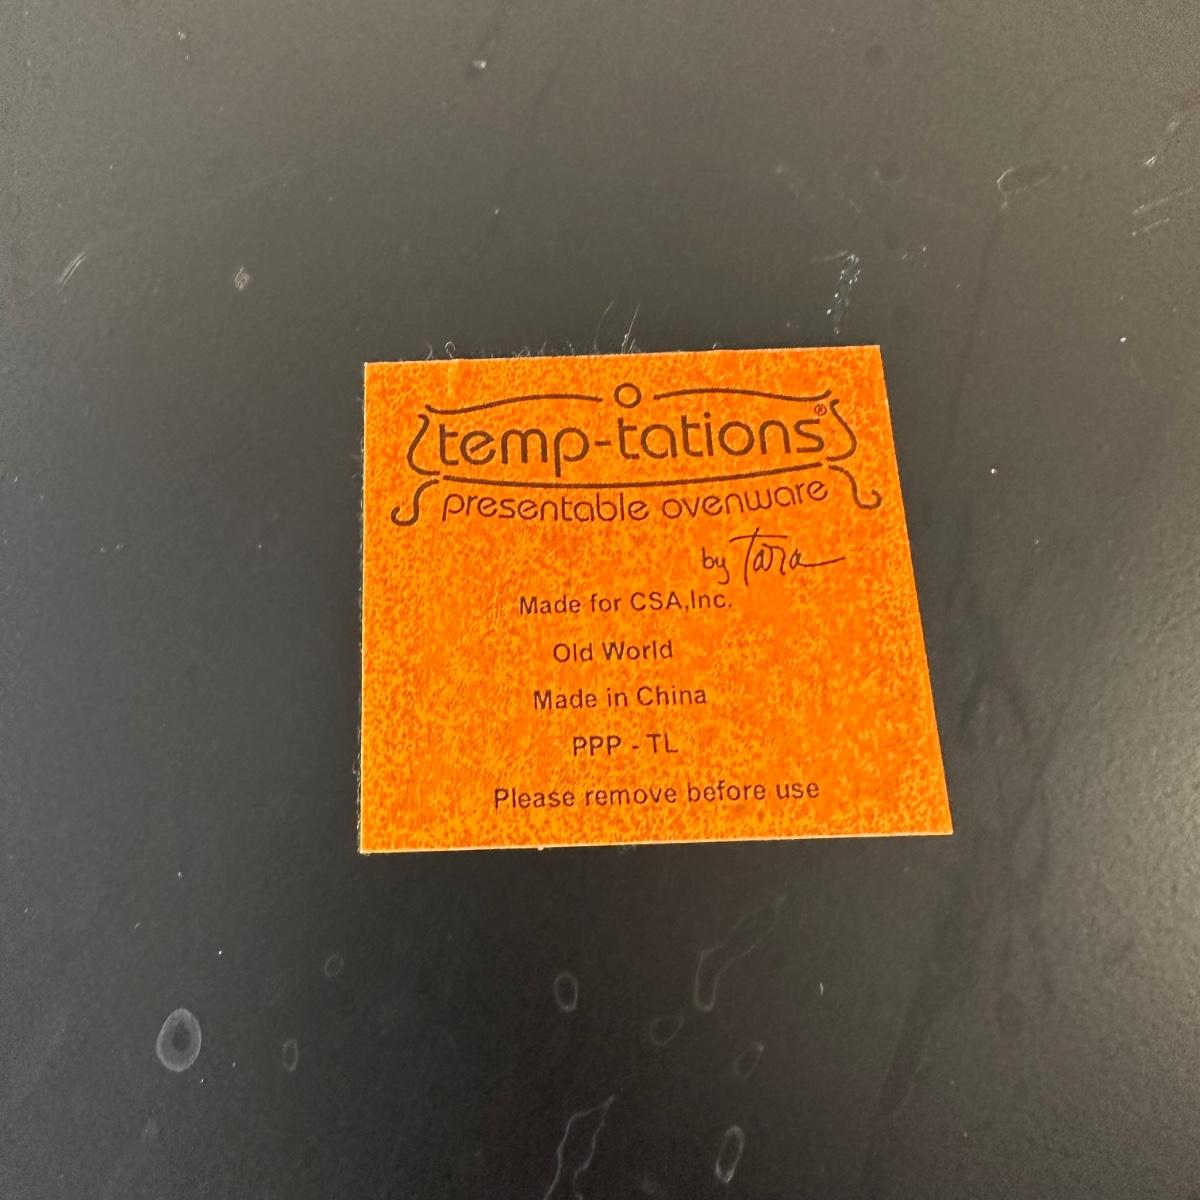 temp-tations®
presentable ovenware
by Tara
Made for CSA,Inc.
Old World
Made in China
PPP - TL
Please remove before use